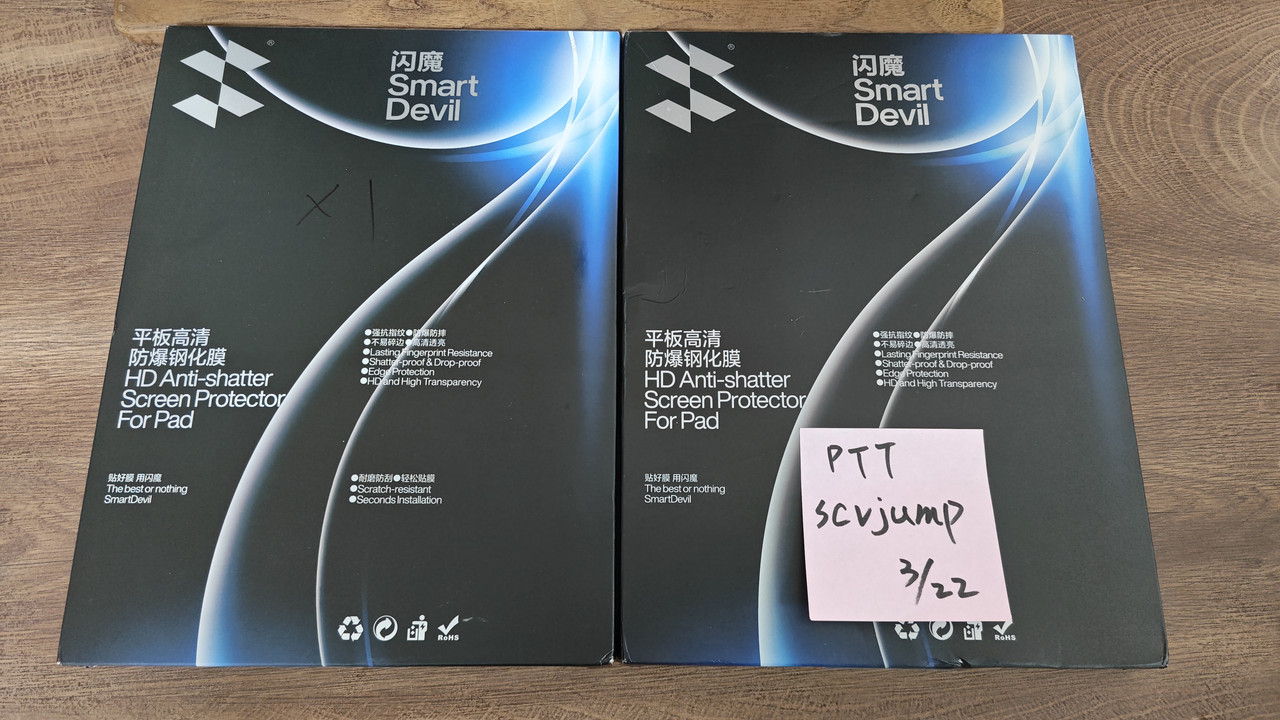 ®
闪魔
Smart
Devil
X1
平板高清
防爆钢化膜
HD Anti-shatter
Screen Protector
For Pad
●强抗指纹●防爆防摔
●不易碎边●高清透亮
●Lasting Fingerprint Resistance
●Shatter-proof & Drop-proof
●Edge Protection
●HD and High Transparency
贴好膜 用闪魔
The best or nothing
SmartDevil
●耐磨防刮●轻松贴膜
●Scratch-resistant
●Seconds Installation
RoHS
®
闪魔
Smart
Devil
平板高清
防爆钢化膜
HD Anti-shatter
Screen Protector
For Pad
●强抗指纹●防爆防摔
●不易碎边●高清透亮
●Lasting Fingerprint Resistance
●Shatter-proof & Drop-proof
●Edge Protection
●HD and High Transparency
贴好膜 用闪魔
The best or nothing
SmartDevil
PTT
scvjump
3/22
RoHS